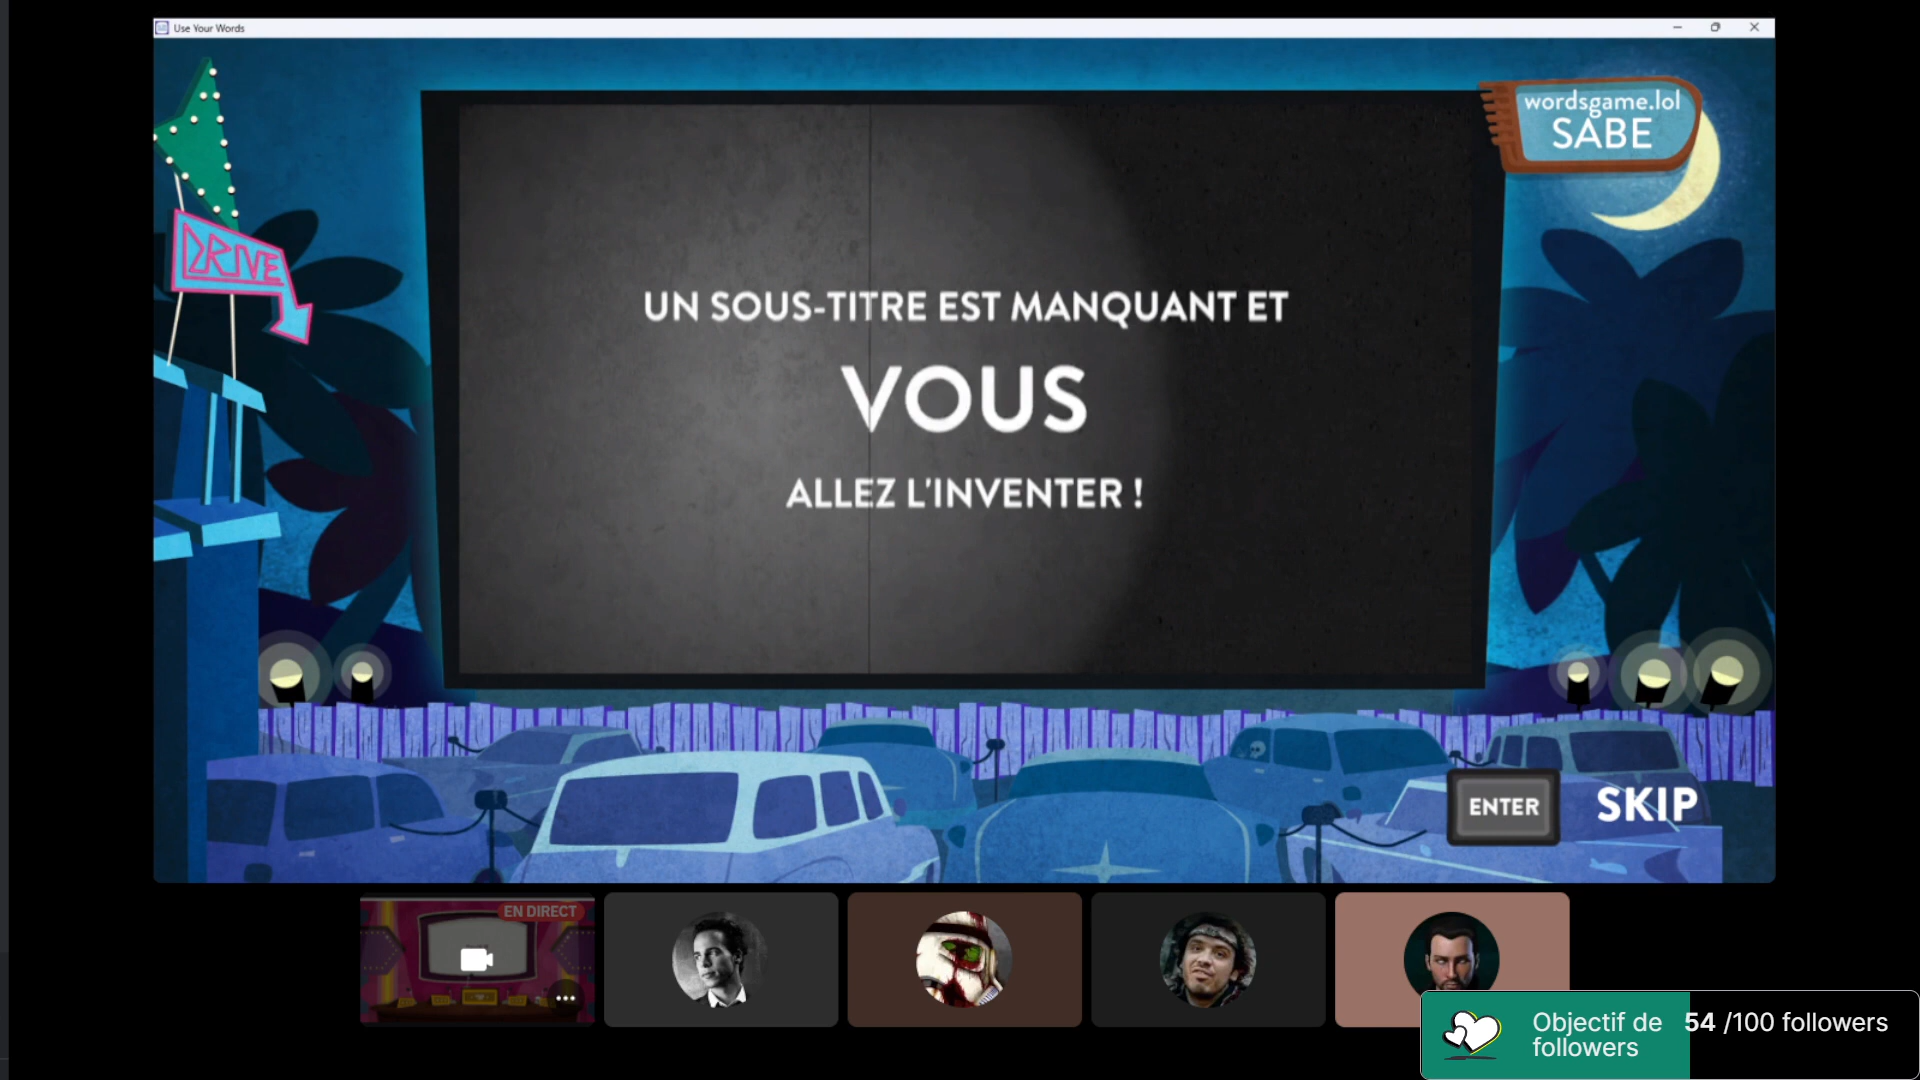 Use Your Words
wordsgame.lol
SABE
DRIVE
UN SOUS-TITRE EST MANQUANT ET
VOUS
ALLEZ L'INVENTER !
ENTER
SKIP
EN DIRECT
Objectif de
followers
54 /100 followers